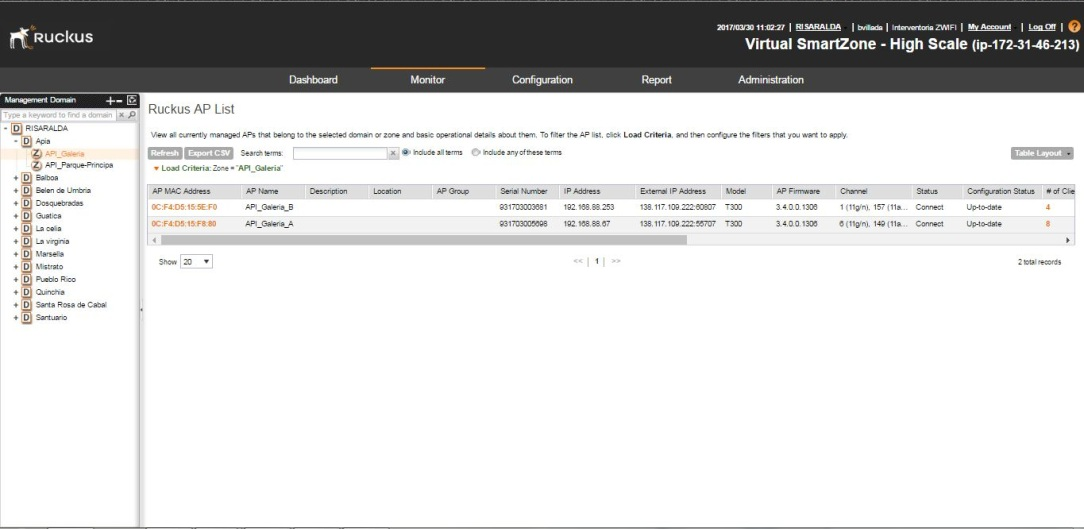 Ruckus
2017/03/30 11:02:27 | RISARALDA | bvillada | Interventoria ZWIFI | My Account | Log Off | ?
Virtual SmartZone - High Scale (ip-172-31-46-213)
Dashboard Monitor Configuration Report Administration
Management Domain
Type a keyword to find a domain
D RISARALDA
D Apia
Z API_Galeria
Z API_Parque-Principa
D Balboa
D Belen de Umbria
D Dosquebradas
D Guatica
D La celia
D La virginia
D Marsella
D Mistrato
D Pueblo Rico
D Quinchia
D Santa Rosa de Cabal
D Santuario
Ruckus AP List
View all currently managed APs that belong to the selected domain or zone and basic operational details about them. To filter the AP list, click Load Criteria, and then configure the filters that you want to apply.
Refresh Export CSV Search terms: x Include all terms Include any of these terms Table Layout
Load Criteria: Zone = "API_Galeria"
AP MAC Address AP Name Description Location AP Group Serial Number IP Address External IP Address Model AP Firmware Channel Status Configuration Status # of Clie
0C:F4:D5:15:5E:F0 API_Galeria_B 931703003681 192.168.88.253 138.117.109.222:60807 T300 3.4.0.0.1306 1 (11g/n), 157 (11a... Connect Up-to-date 4
0C:F4:D5:15:F8:80 API_Galeria_A 931703005698 192.168.88.67 138.117.109.222:55707 T300 3.4.0.0.1306 6 (11g/n), 149 (11a... Connect Up-to-date 8
Show 20 << | 1 | >> 2 total records